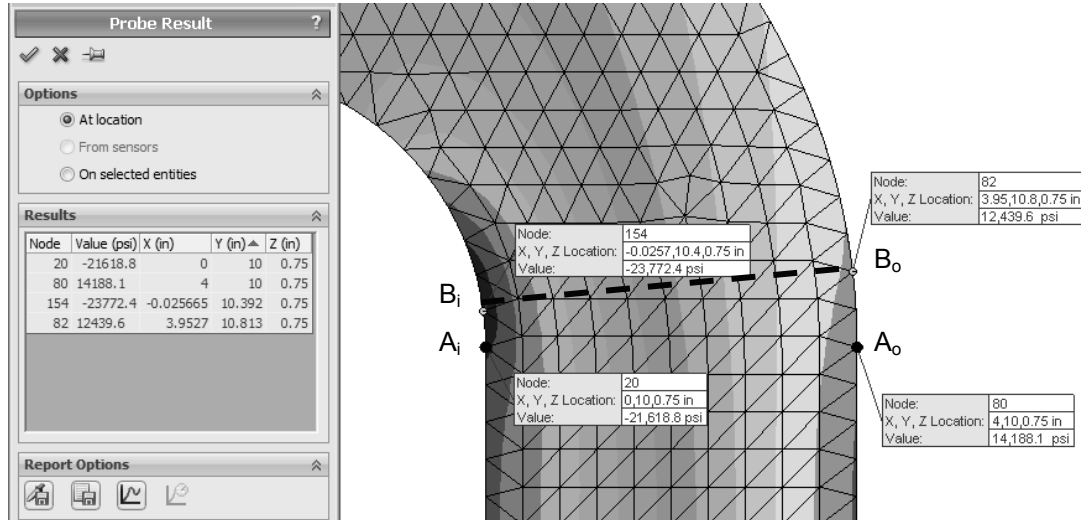 Probe Result ?
Options
At location
From sensors
On selected entities
Results
Node Value (psi) X (in) Y (in) Z (in)
20 -21618.8 0 10 0.75
80 14188.1 4 10 0.75
154 -23772.4 -0.025665 10.392 0.75
82 12439.6 3.9527 10.813 0.75
Report Options
Node: 82
X, Y, Z Location: 3.95,10.8,0.75 in
Value: 12,439.6 psi
Node: 154
X, Y, Z Location: -0.0257,10.4,0.75 in
Value: -23,772.4 psi
Bi
Bo
Ai
Ao
Node: 20
X, Y, Z Location: 0,10,0.75 in
Value: -21,618.8 psi
Node: 80
X, Y, Z Location: 4,10,0.75 in
Value: 14,188.1 psi